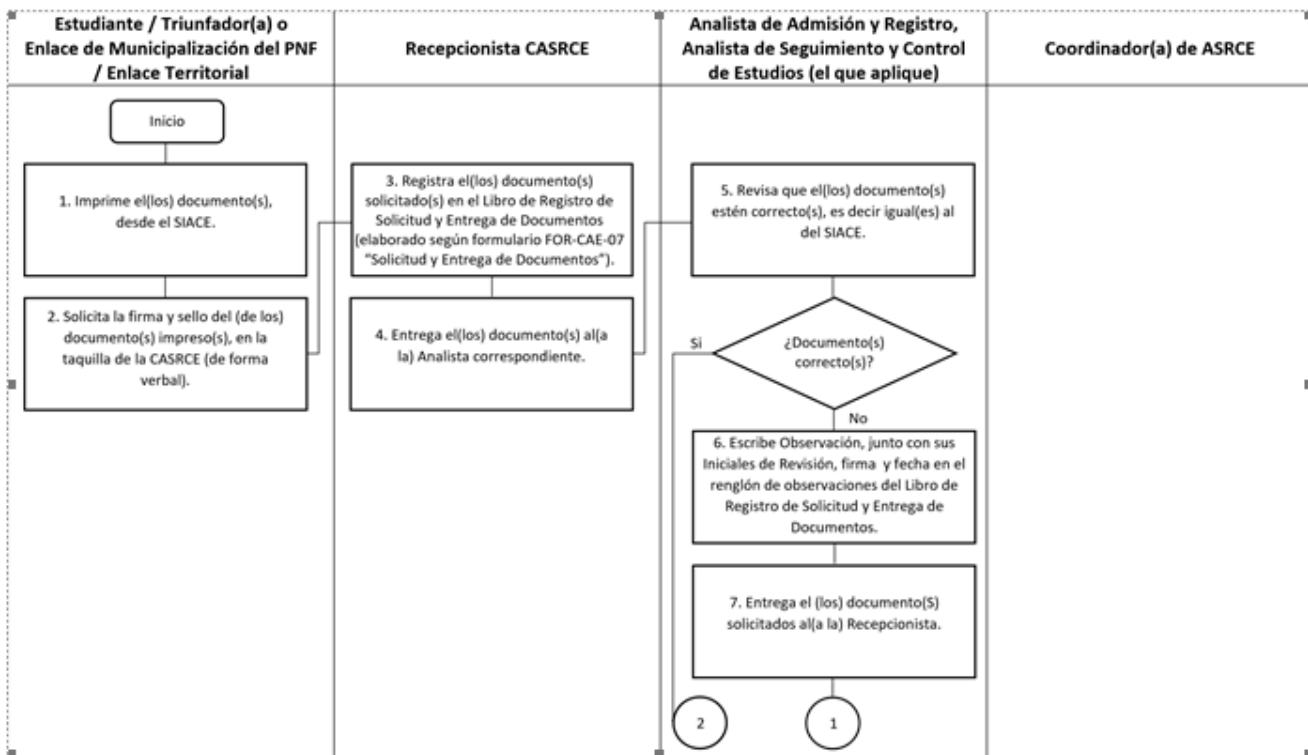 Estudiante / Triunfador(a) o
Enlace de Municipalización del PNF
/ Enlace Territorial
Recepcionista CASRCE
Analista de Admisión y Registro,
Analista de Seguimiento y Control
de Estudios (el que aplique)
Coordinador(a) de ASRCE
Inicio
1. Imprime el(los) documento(s),
desde el SIACE.
2. Solicita la firma y sello del (de los)
documento(s) impreso(s), en la
taquilla de la CASRCE (de forma
verbal).
3. Registra el(los) documento(s)
solicitado(s) en el Libro de Registro de
Solicitud y Entrega de Documentos
(elaborado según formulario FOR-CAE-07
“Solicitud y Entrega de Documentos”).
4. Entrega el(los) documento(s) al(a
la) Analista correspondiente.
5. Revisa que el(los) documento(s)
estén correcto(s), es decir igual(es) al
del SIACE.
¿Documento(s)
correcto(s)?
Si
No
6. Escribe Observación, junto con sus
Iniciales de Revisión, firma y fecha en el
renglón de observaciones del Libro de
Registro de Solicitud y Entrega de
Documentos.
7. Entrega el (los) documento(S)
solicitados al(a la) Recepcionista.
2
1